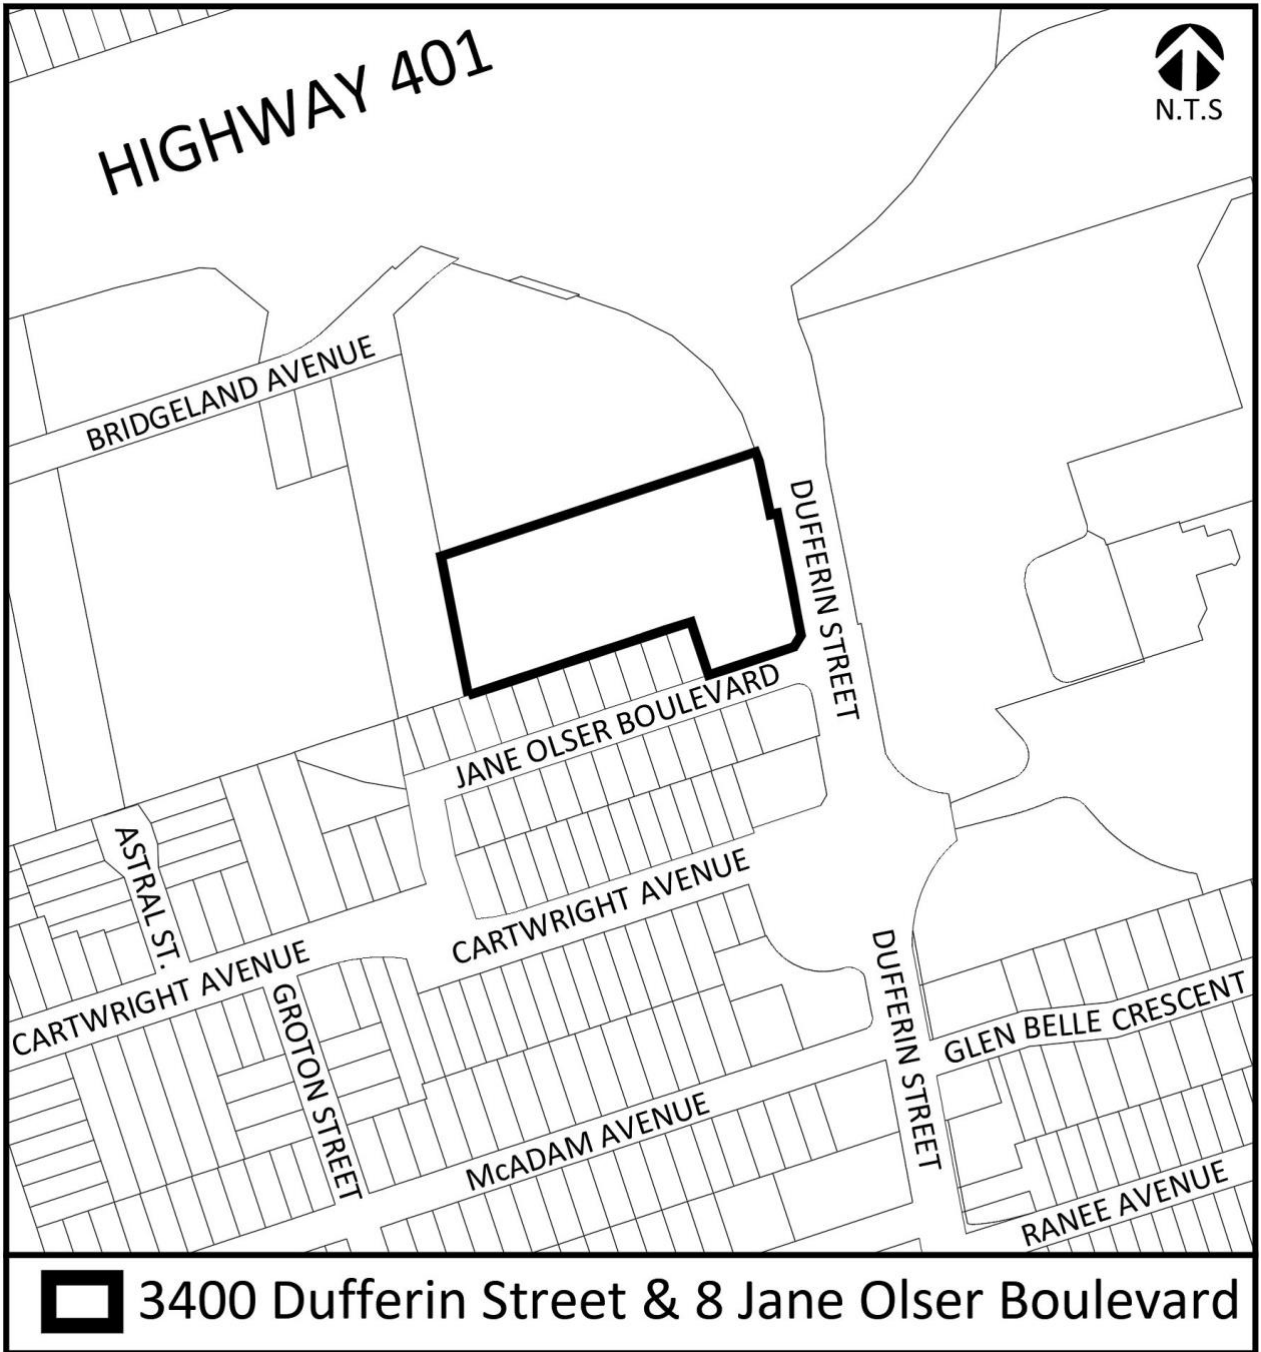 HIGHWAY 401
N.T.S
BRIDGELAND AVENUE
DUFFERIN STREET
JANE OLSER BOULEVARD
ASTRAL ST.
CARTWRIGHT AVENUE
CARTWRIGHT AVENUE
GROTON STREET
DUFFERIN STREET
GLEN BELLE CRESCENT
McADAM AVENUE
RANEE AVENUE
3400 Dufferin Street & 8 Jane Olser Boulevard